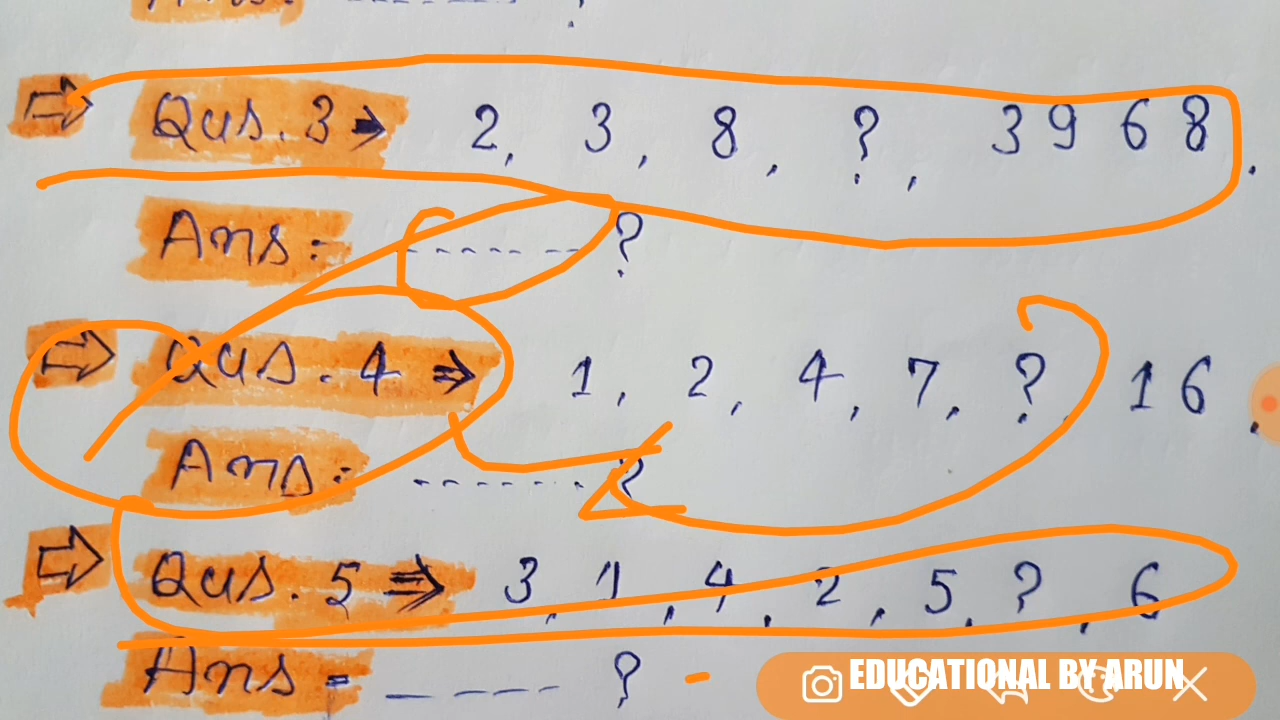 Qus. 3 → 2, 3, 8, ?, 3968.
Ans: ------- ?
Qus. 4 ⇒ 1, 2, 4, 7, ?, 16,
Ans: ------- ?
Qus. 5 ⇒ 3, 1, 4, 2, 5, ?, 6
Ans = _ _ _ _ ?
EDUCATIONAL BY ARUN